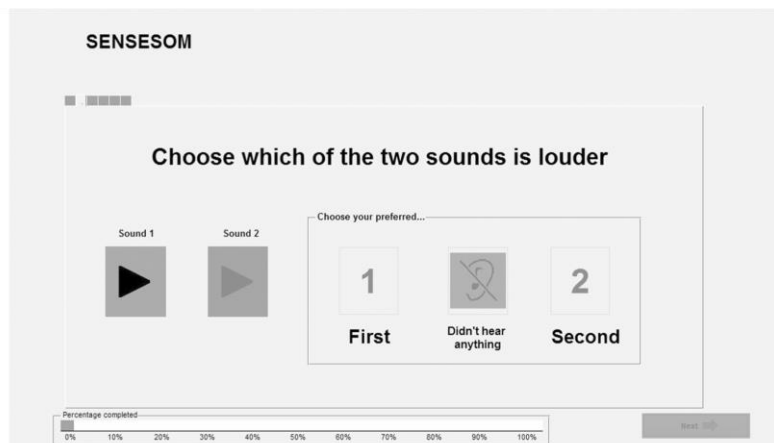 SENSESOM
Choose which of the two sounds is louder
Choose your preferred...
Sound 1
Sound 2
1
2
First
Didn't hear
anything
Second
Percentage completed
0% 10% 20% 30% 40% 50% 60% 70% 80% 90% 100%
Next